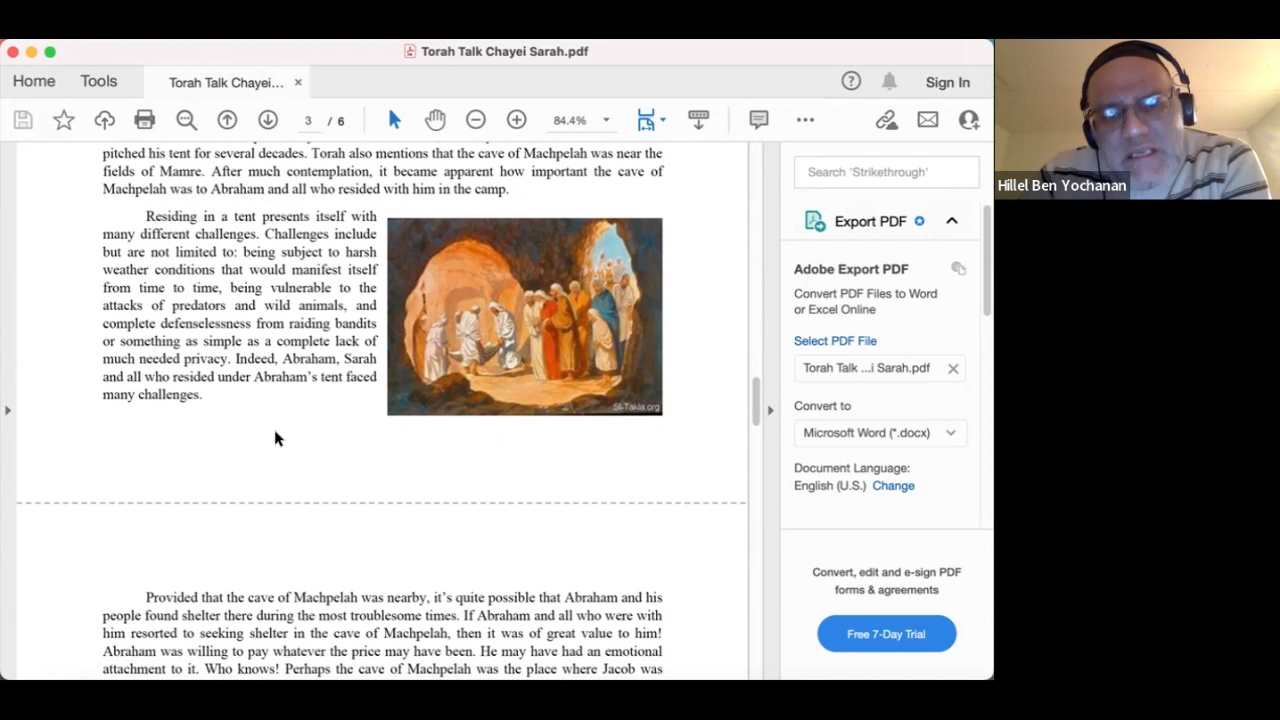 Torah Talk Chayei Sarah.pdf
Home
Tools
Torah Talk Chayei...
Sign In
3 / 6
84.4%
pitched his tent for several decades. Torah also mentions that the cave of Machpelah was near the
fields of Mamre. After much contemplation, it became apparent how important the cave of
Machpelah was to Abraham and all who resided with him in the camp.
Residing in a tent presents itself with
many different challenges. Challenges include
but are not limited to: being subject to harsh
weather conditions that would manifest itself
from time to time, being vulnerable to the
attacks of predators and wild animals, and
complete defenselessness from raiding bandits
or something as simple as a complete lack of
much needed privacy. Indeed, Abraham, Sarah
and all who resided under Abraham's tent faced
many challenges.
St-Takla.org
Provided that the cave of Machpelah was nearby, it's quite possible that Abraham and his
people found shelter there during the most troublesome times. If Abraham and all who were with
him resorted to seeking shelter in the cave of Machpelah, then it was of great value to him!
Abraham was willing to pay whatever the price may have been. He may have had an emotional
attachment to it. Who knows! Perhaps the cave of Machpelah was the place where Jacob was
Search 'Strikethrough'
Export PDF
Adobe Export PDF
Convert PDF Files to Word
or Excel Online
Select PDF File
Torah Talk ...i Sarah.pdf
Convert to
Microsoft Word (*.docx)
Document Language:
English (U.S.) Change
Convert, edit and e-sign PDF
forms & agreements
Free 7-Day Trial
Hillel Ben Yochanan